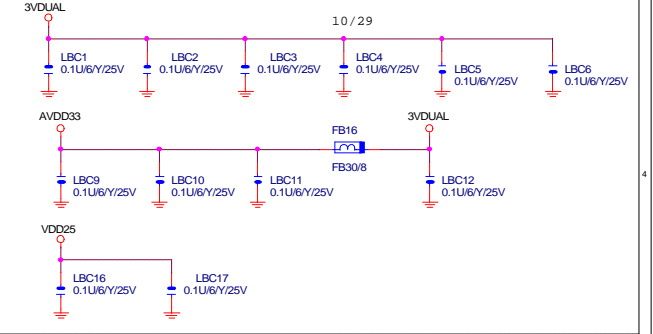 3VDUAL
10/29
LBC1 LBC2 LBC3 LBC4 LBC5 LBC6
0.1U/6/Y/25V 0.1U/6/Y/25V 0.1U/6/Y/25V 0.1U/6/Y/25V 0.1U/6/Y/25V 0.1U/6/Y/25V
AVDD33 3VDUAL
FB16
FB30/8
4
LBC9 LBC10 LBC11 LBC12
0.1U/6/Y/25V 0.1U/6/Y/25V 0.1U/6/Y/25V 0.1U/6/Y/25V
VDD25
LBC16 LBC17
0.1U/6/Y/25V 0.1U/6/Y/25V